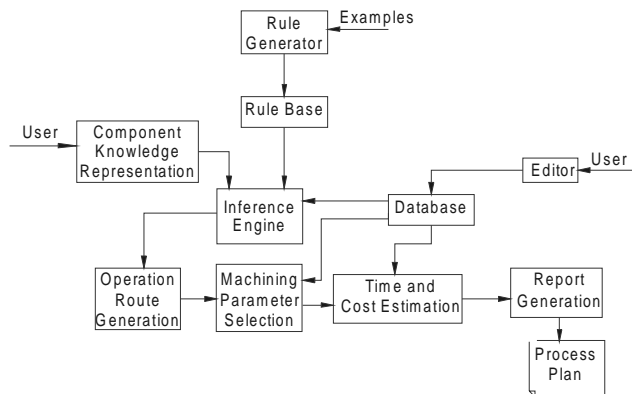 Rule
Generator
Examples
Rule Base
User
Component
Knowledge
Representation
Editor
User
Inference
Engine
Database
Operation
Route
Generation
Machining
Parameter
Selection
Time and
Cost Estimation
Report
Generation
Process
Plan